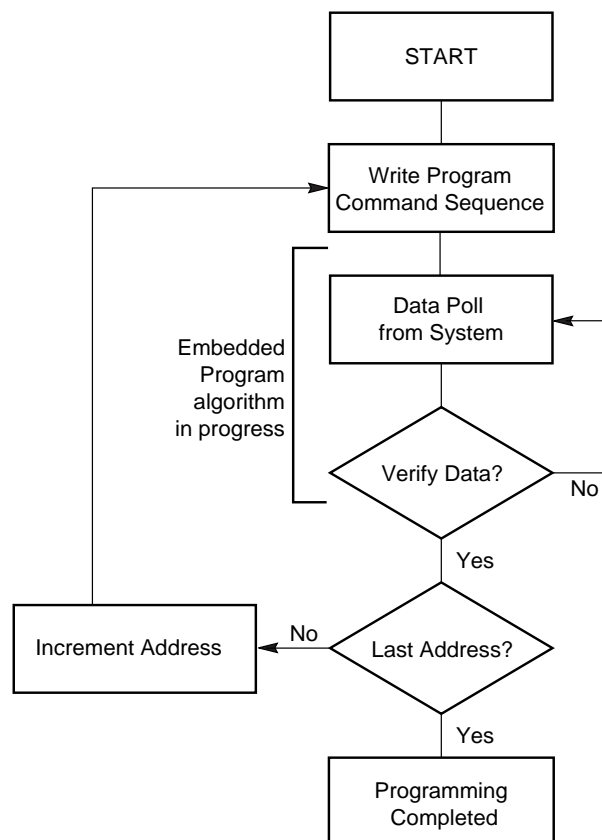 START
Write Program
Command Sequence
Data Poll
from System
Embedded
Program
algorithm
in progress
Verify Data?
No
Yes
Last Address?
No
Increment Address
Yes
Programming
Completed